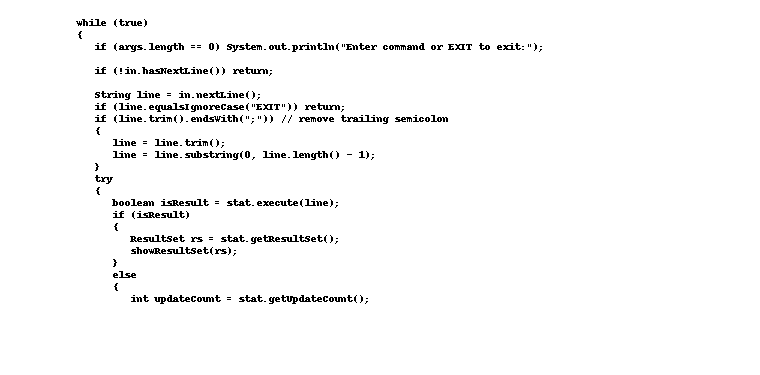 while (true)
{
if (args.length == 0) System.out.println("Enter command or EXIT to exit:");
if (!in.hasNextLine()) return;
String line = in.nextLine();
if (line.equalsIgnoreCase("EXIT")) return;
if (line.trim().endsWith(";")) // remove trailing semicolon
{
line = line.trim();
line = line.substring(0, line.length() - 1);
}
try
{
boolean isResult = stat.execute(line);
if (isResult)
{
ResultSet rs = stat.getResultSet();
showResultSet(rs);
}
else
{
int updateCount = stat.getUpdateCount();